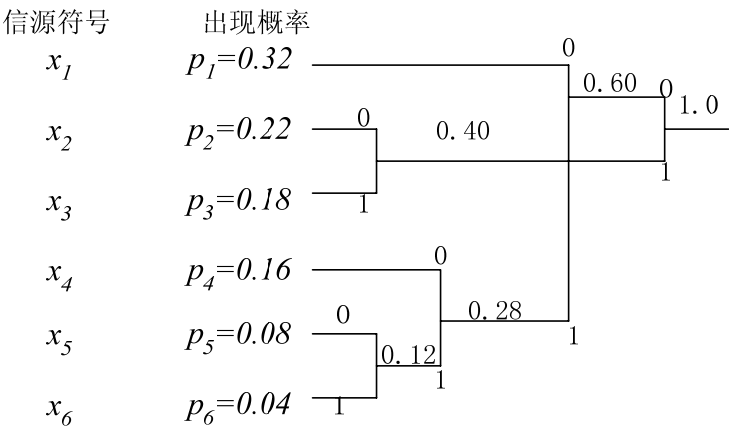 信源符号 出现概率
x1 p1=0.32 0
0.60 0
1.0
x2 p2=0.22 0 0.40
1
x3 p3=0.18 1
x4 p4=0.16 0
x5 p5=0.08 0 0.28
1
0.12
1
x6 p6=0.04 1